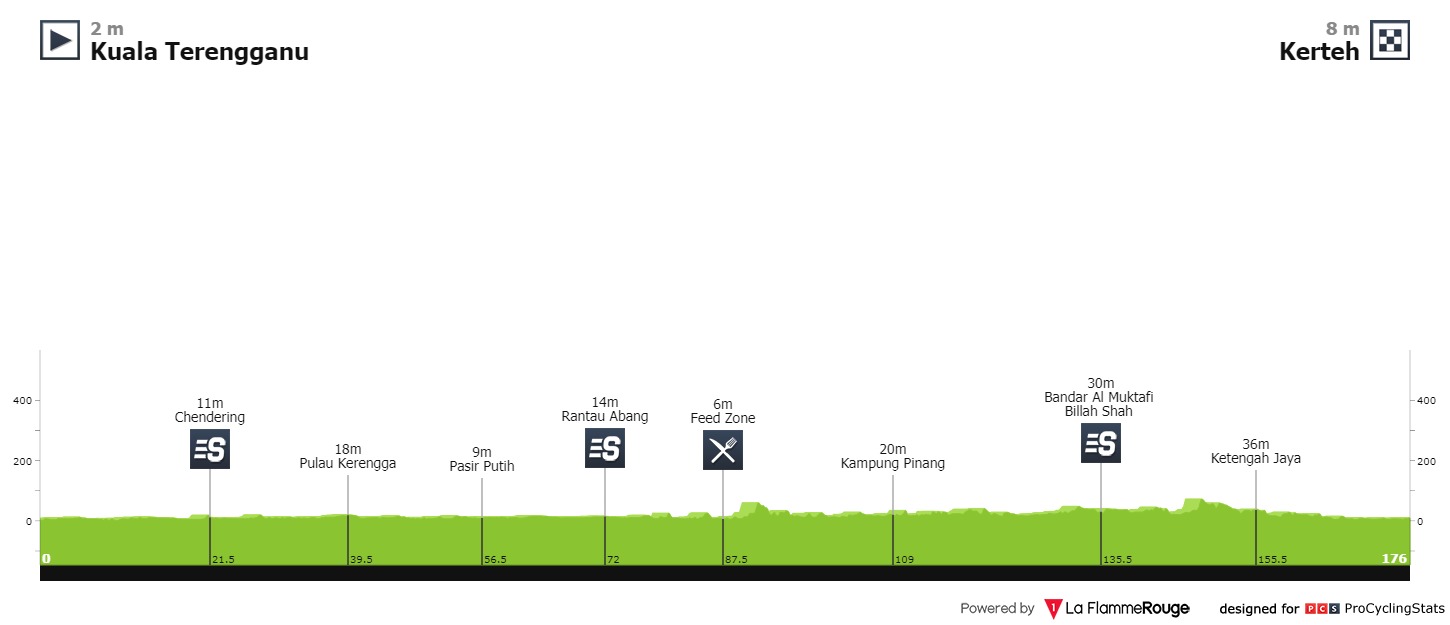 2 m
Kuala Terengganu
8 m
Kerteh
400
200
0
11m
Chendering
18m
Pulau Kerengga
9m
Pasir Putih
14m
Rantau Abang
6m
Feed Zone
20m
Kampung Pinang
30m
Bandar Al Muktafi
Billah Shah
36m
Ketengah Jaya
400
200
0
S
S
S
0
21.5
39.5
56.5
72
87.5
109
135.5
155.5
176
Powered by 1 La FlammeRouge designed for PCS ProCyclingStats